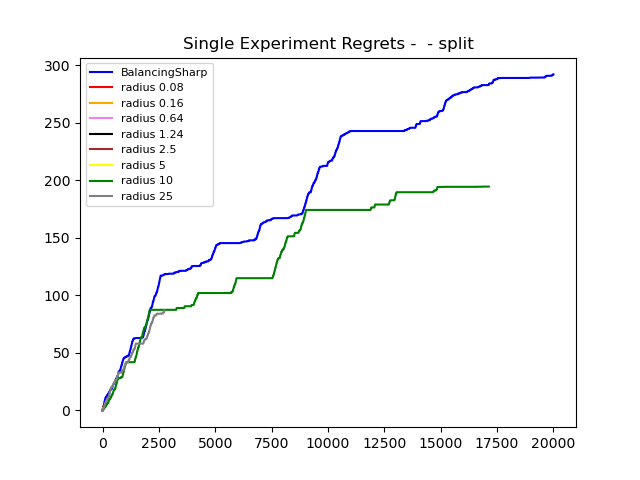 Single Experiment Regrets -  - split
300
250
200
150
100
50
0
BalancingSharp
radius 0.08
radius 0.16
radius 0.64
radius 1.24
radius 2.5
radius 5
radius 10
radius 25
0 2500 5000 7500 10000 12500 15000 17500 20000